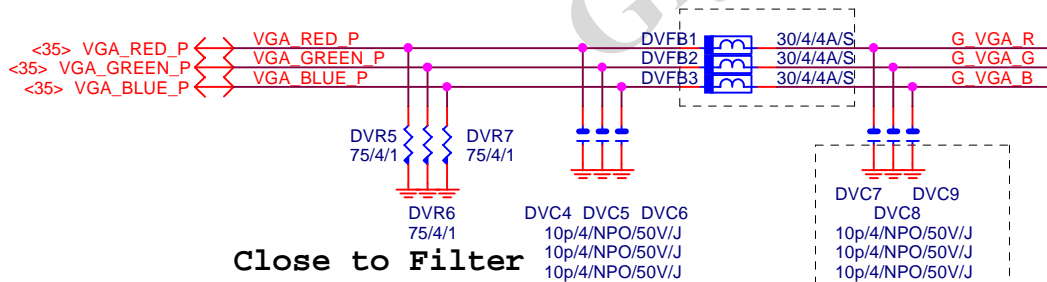 <35> VGA_RED_P VGA_RED_P DVFB1 30/4/4A/S G_VGA_R
<35> VGA_GREEN_P VGA_GREEN_P DVFB2 30/4/4A/S G_VGA_G
<35> VGA_BLUE_P VGA_BLUE_P DVFB3 30/4/4A/S G_VGA_B
DVR5 DVR7
75/4/1 75/4/1
DVC7 DVC9
DVR6 DVC4 DVC5 DVC6 DVC8
75/4/1 10p/4/NPO/50V/J 10p/4/NPO/50V/J
Close to Filter 10p/4/NPO/50V/J 10p/4/NPO/50V/J
10p/4/NPO/50V/J 10p/4/NPO/50V/J